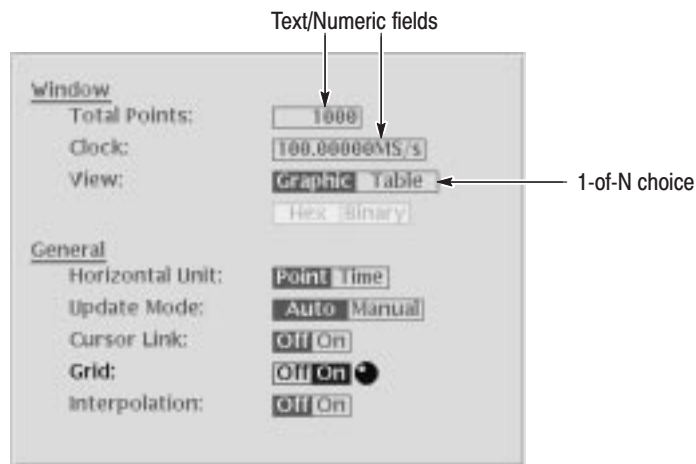 Text/Numeric fields
Window
Total Points: 1000
Clock: 100.00000MS/s
View: Graphic Table 1-of-N choice
Hex Binary
General
Horizontal Unit: Point Time
Update Mode: Auto Manual
Cursor Link: Off On
Grid: Off On
Interpolation: Off On